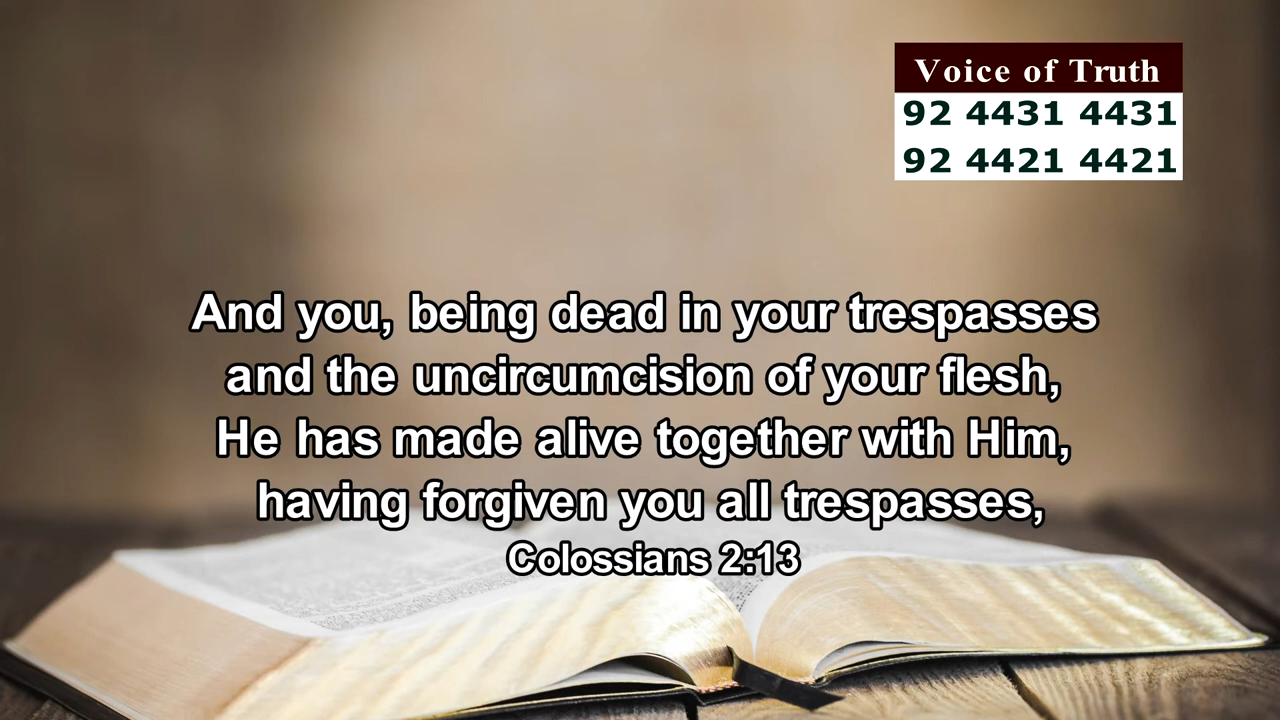 Voice of Truth
92 4431 4431
92 4421 4421
And you, being dead in your trespasses
and the uncircumcision of your flesh,
He has made alive together with Him,
having forgiven you all trespasses,
Colossians 2:13